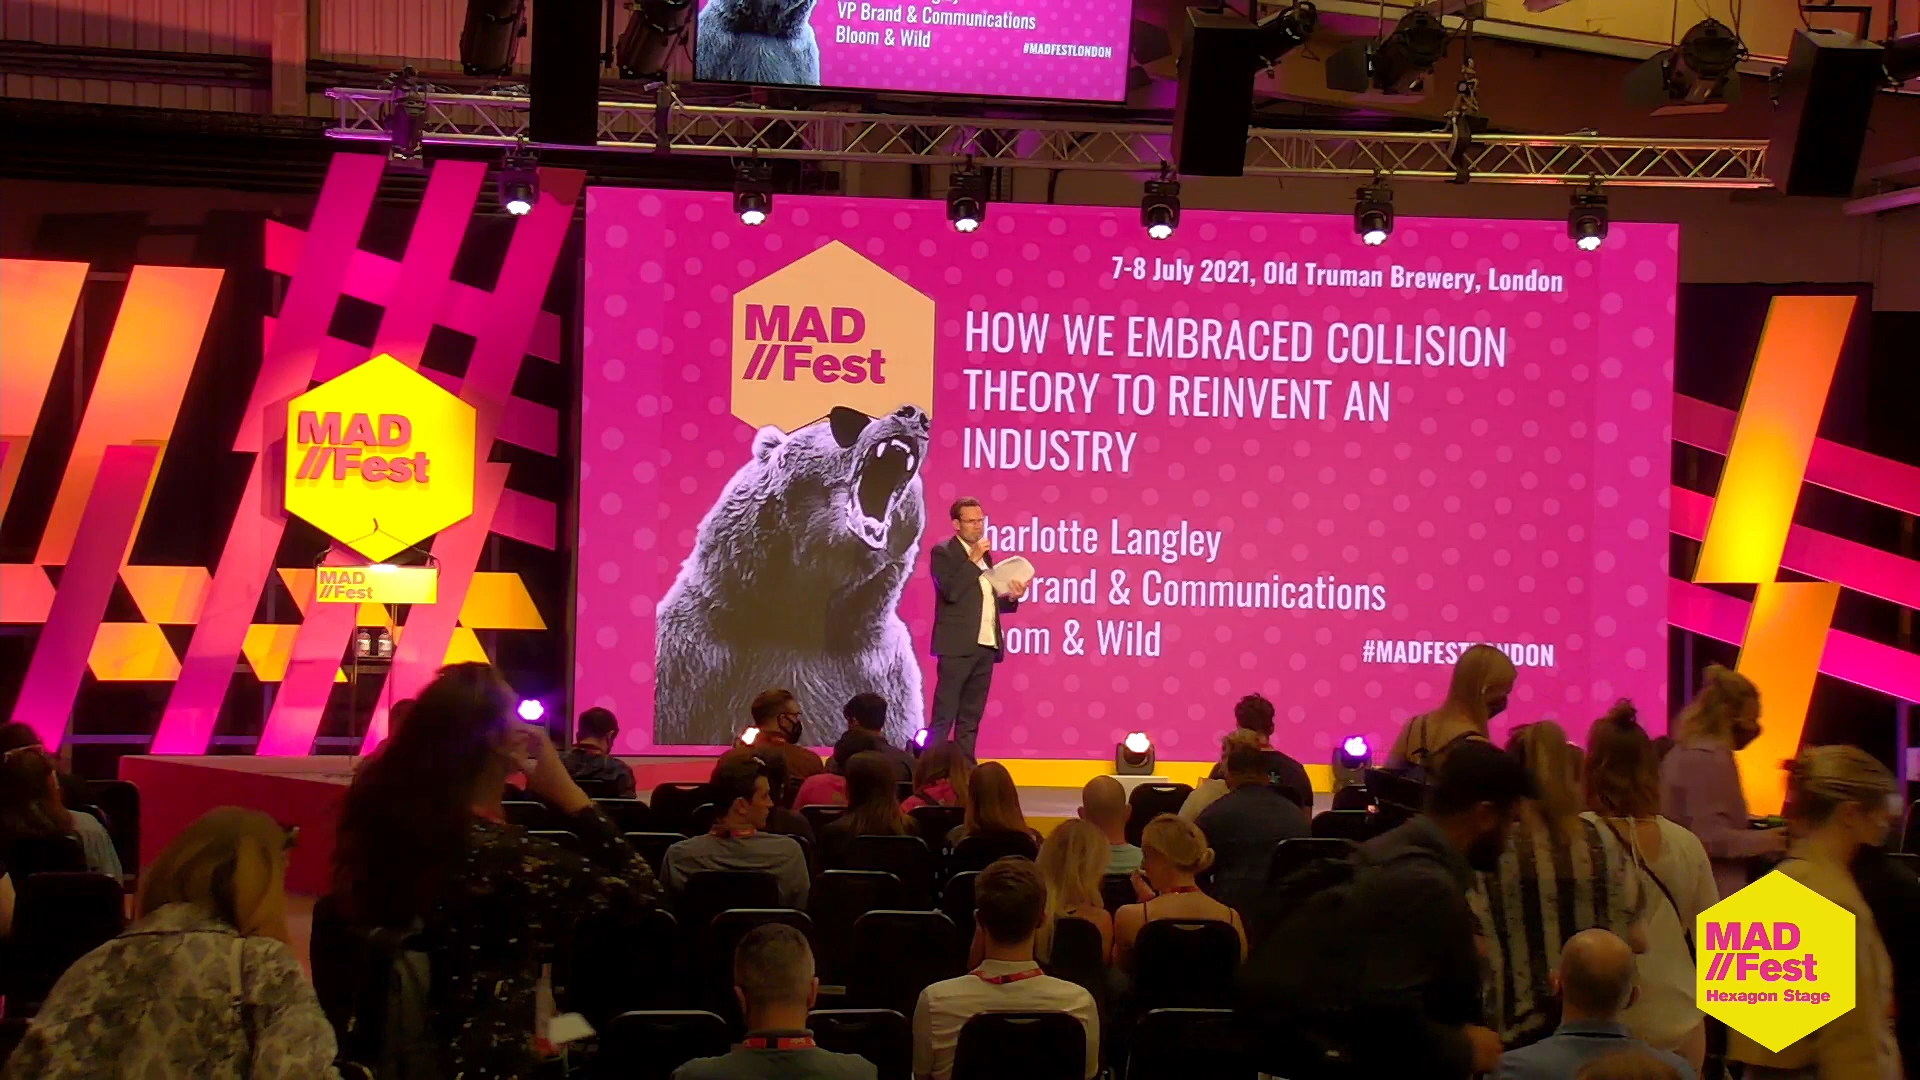 VP Brand & Communications
Bloom & Wild
#MADFESTLONDON
7-8 July 2021, Old Truman Brewery, London
MAD
//Fest
HOW WE EMBRACED COLLISION
THEORY TO REINVENT AN
INDUSTRY
harlotte Langley
rand & Communications
oom & Wild
#MADFEST NDON
MAD
//Fest
MAD
//Fest
MAD
//Fest
Hexagon Stage